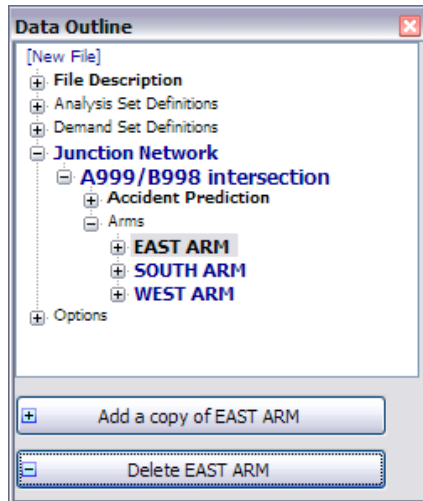 Data Outline
[New File]
File Description
Analysis Set Definitions
Demand Set Definitions
Junction Network
A999/B998 intersection
Accident Prediction
Arms
EAST ARM
SOUTH ARM
WEST ARM
Options
Add a copy of EAST ARM
Delete EAST ARM